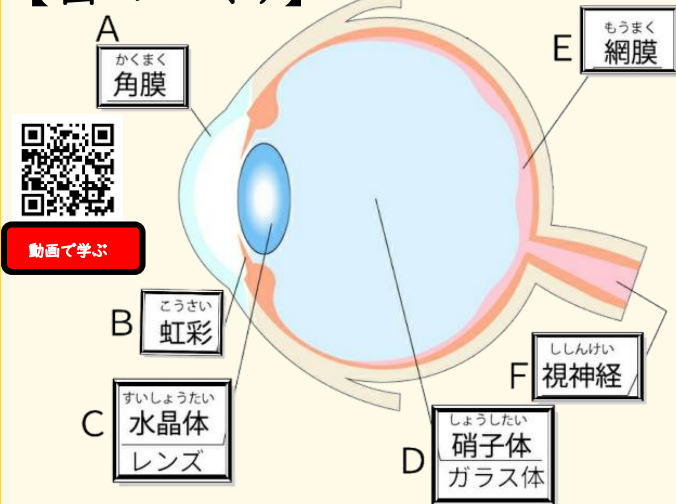 A
かくまく
角膜
もうまく
E 網膜
動画で学ぶ
こうさい
B 虹彩
ししんけい
F 視神経
すいしょうたい
C 水晶体
レンズ
しょうしたい
D 硝子体
ガラス体